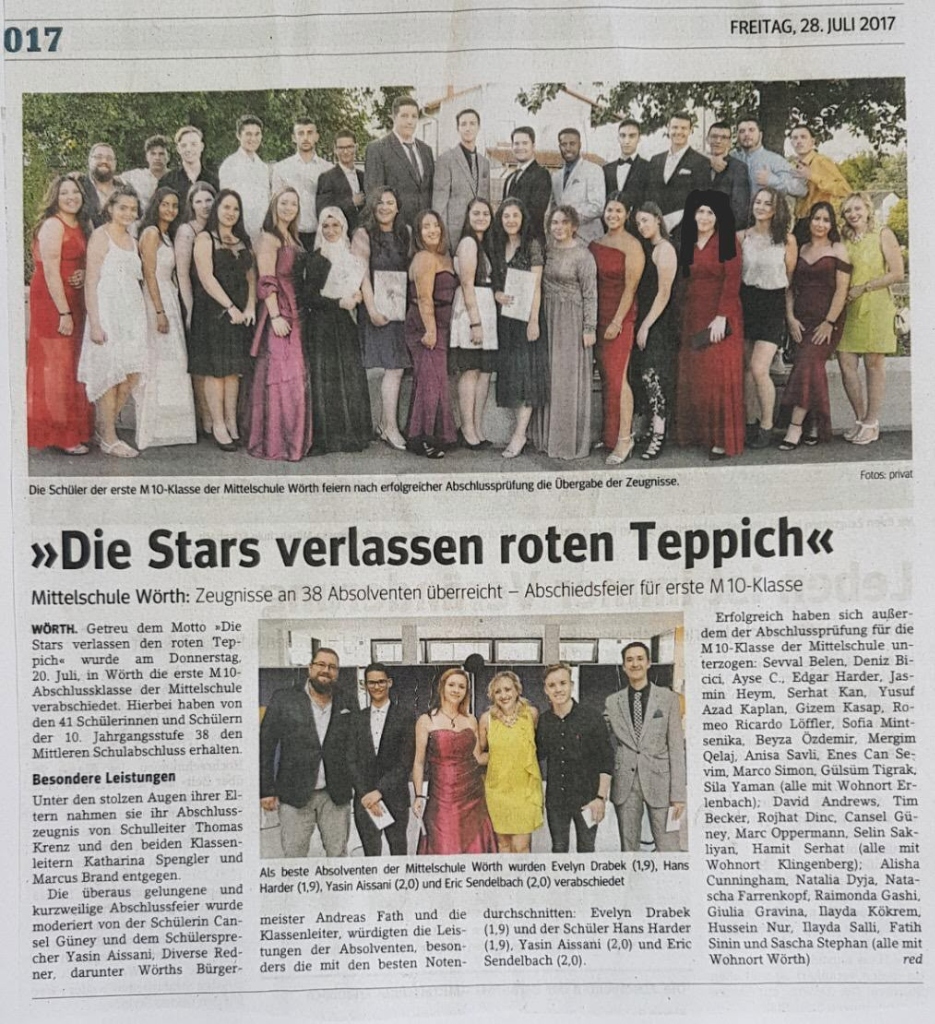 017
FREITAG, 28. JULI 2017
Die Schüler der erste M10-Klasse der Mittelschule Wörth feiern nach erfolgreicher Abschlussprüfung die Übergabe der Zeugnisse.
Fotos: privat
»Die Stars verlassen roten Teppich«
Mittelschule Wörth: Zeugnisse an 38 Absolventen überreicht – Abschiedsfeier für erste M10-Klasse
WÖRTH. Getreu dem Motto »Die
Stars verlassen den roten Tep-
pich« wurde am Donnerstag,
20. Juli, in Wörth die erste M10-
Abschlussklasse der Mittelschule
verabschiedet. Hierbei haben von
den 41 Schülerinnen und Schülern
der 10. Jahrgangsstufe 38 den
Mittleren Schulabschluss erhalten.
Besondere Leistungen
Unter den stolzen Augen ihrer El-
tern nahmen sie ihr Abschluss-
zeugnis von Schulleiter Thomas
Krenz und den beiden Klassen-
leitern Katharina Spengler und
Marcus Brand entgegen.
Die überaus gelungene und
kurzweilige Abschlussfeier wurde
moderiert von der Schülerin Can-
sel Güney und dem Schülerspre-
cher Yasin Aissani, Diverse Red-
ner, darunter Wörths Bürger-
Als beste Absolventen der Mittelschule Wörth wurden Evelyn Drabek (1,9), Hans
Harder (1,9), Yasin Aissani (2,0) und Eric Sendelbach (2,0) verabschiedet
meister Andreas Fath und die
Klassenleiter, würdigten die Leis-
tungen der Absolventen, beson-
ders die mit den besten Noten-
durchschnitten: Evelyn Drabek
(1,9) und der Schüler Hans Harder
(1,9), Yasin Aissani (2,0) und Eric
Sendelbach (2,0).
Erfolgreich haben sich außer-
dem der Abschlussprüfung für die
M10-Klasse der Mittelschule un-
terzogen: Sevval Belen, Deniz Bi-
cici, Ayse C., Edgar Harder, Jas-
min Heym, Serhat Kan, Yusuf
Azad Kaplan, Gizem Kasap, Ro-
meo Ricardo Löffler, Sofia Mint-
senika, Beyza Özdemir, Mergim
Qelaj, Anisa Savli, Enes Can Se-
vim, Marco Simon, Gülsüm Tigrak,
Sila Yaman (alle mit Wohnort Er-
lenbach); David Andrews, Tim
Becker, Rojhat Dinc, Cansel Gü-
ney, Marc Oppermann, Selin Sak-
liyan, Hamit Serhat (alle mit
Wohnort Klingenberg); Alisha
Cunningham, Natalia Dyja, Nata-
scha Farrenkopf, Raimonda Gashi,
Giulia Gravina, Ilayda Kökrem,
Hussein Nur, Ilayda Salli, Fatih
Sinin und Sascha Stephan (alle mit
Wohnort Wörth) red